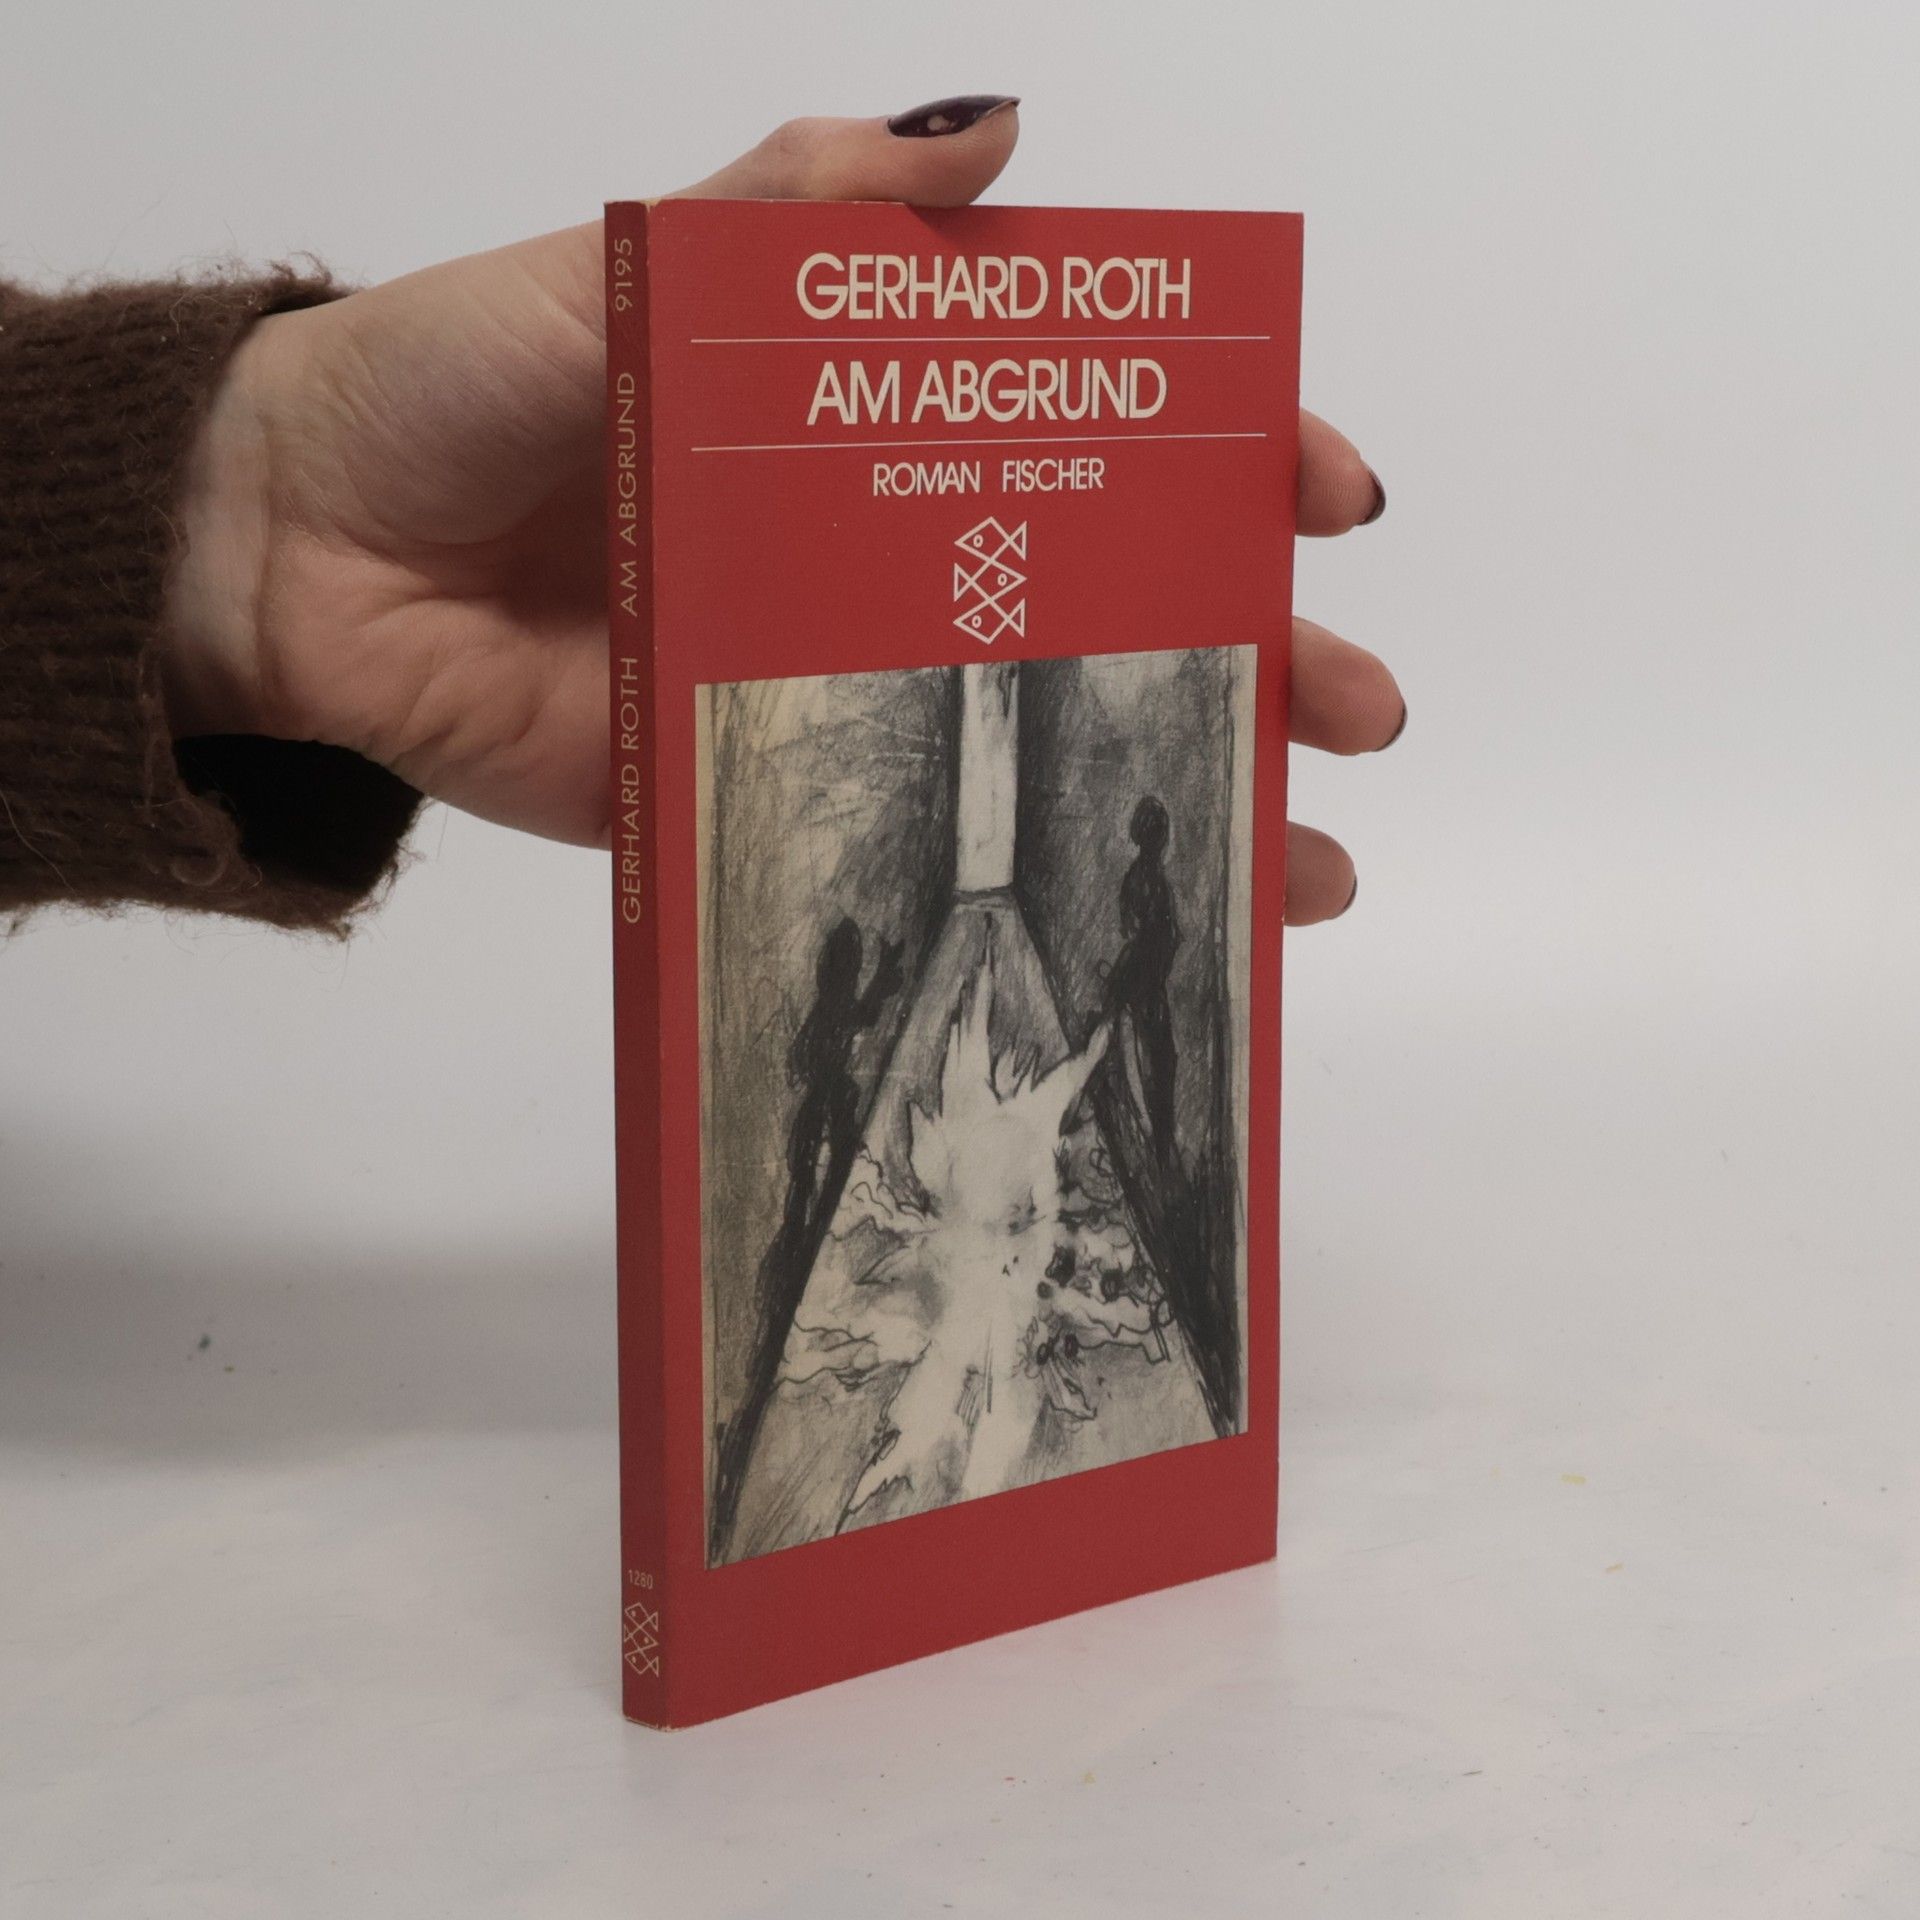 GERHARD ROTH
AM ABGRUND
ROMAN FISCHER
GERHARD ROTH AM ABGRUND 9195
1280